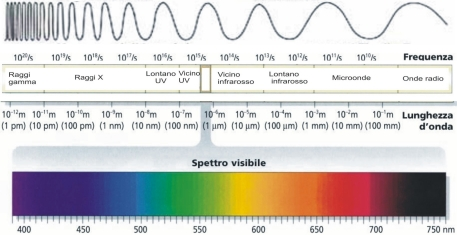 10²⁰/s 10¹⁹/s 10¹⁸/s 10¹⁷/s 10¹⁶/s 10¹⁵/s 10¹⁴/s 10¹³/s 10¹²/s 10¹¹/s 10¹⁰/s Frequenza
Raggi gamma Raggi X Lontano UV Vicino UV Vicino infrarosso Lontano infrarosso Microonde Onde radio
10⁻¹²m 10⁻¹¹m 10⁻¹⁰m 10⁻⁹m 10⁻⁸m 10⁻⁷m 10⁻⁶m 10⁻⁵m 10⁻⁴m 10⁻³m 10⁻²m 10⁻¹m Lunghezza
(1 pm) (10 pm) (100 pm) (1 nm) (10 nm) (100 nm) (1 μm) (10 μm) (100 μm) (1 mm) (10 mm) (100 mm) d'onda
Spettro visibile
400 450 500 550 600 650 700 750 nm